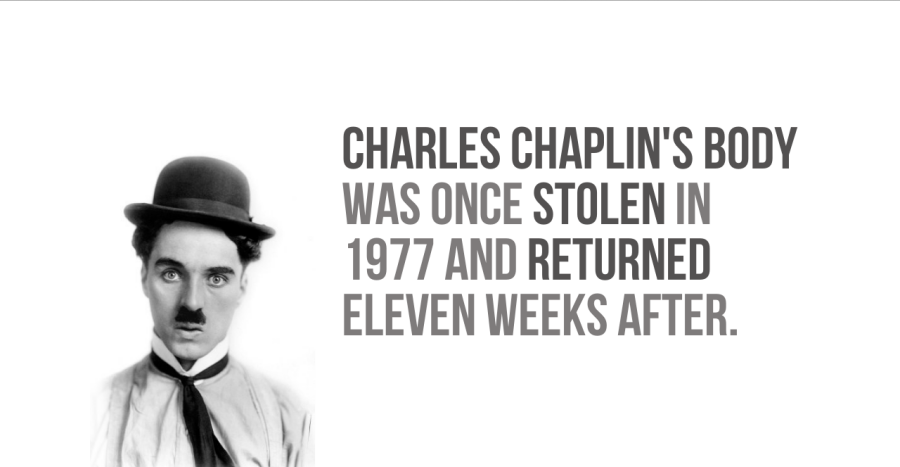 CHARLES CHAPLIN'S BODY
WAS ONCE STOLEN IN
1977 AND RETURNED
ELEVEN WEEKS AFTER.